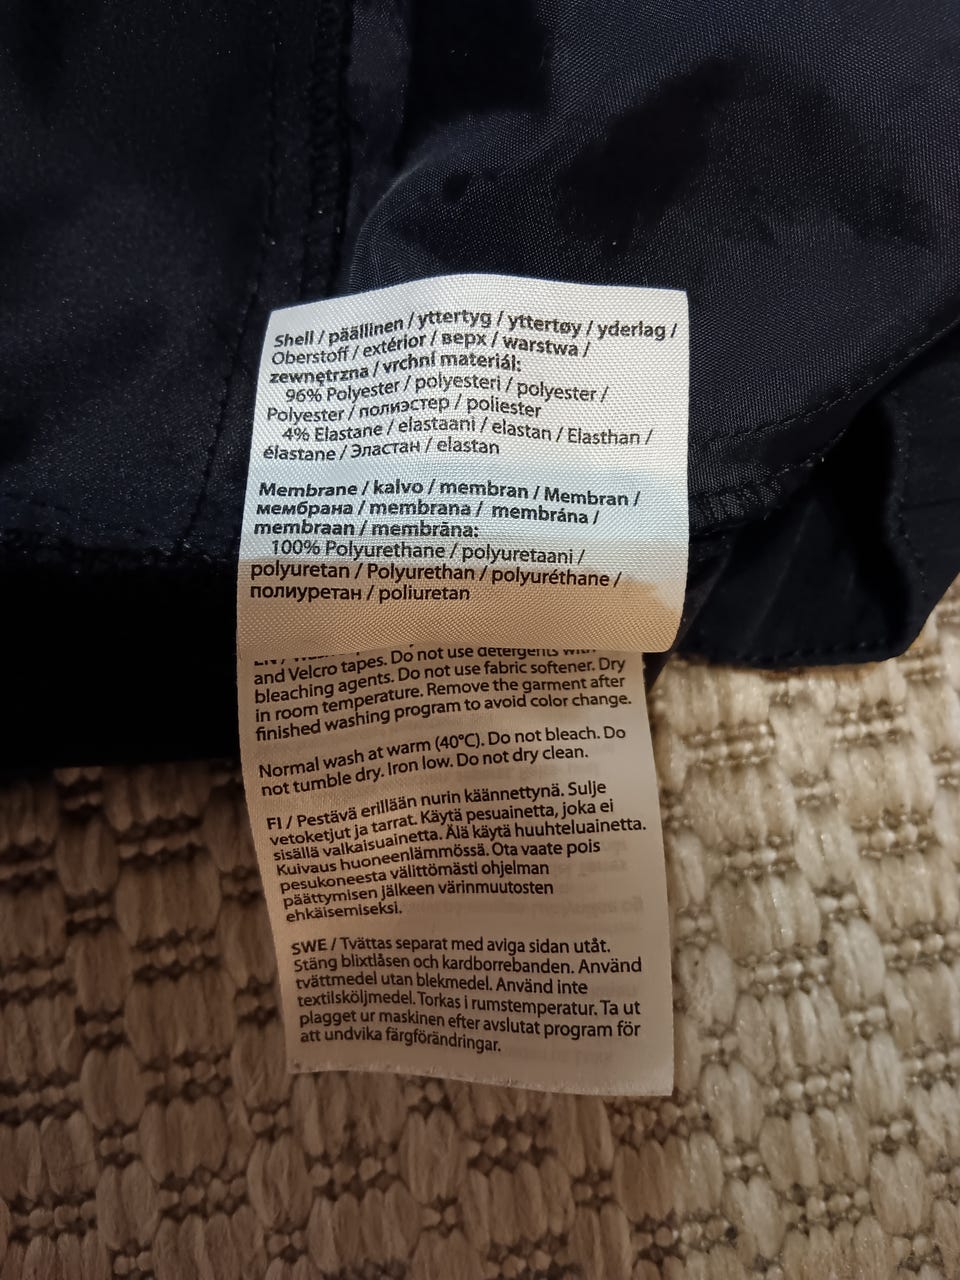 Shell / päällinen / yttertyg / yttertøy / yderlag /
Oberstoff / extérior / верх / warstwa /
zewnętrzna / vrchní materiál:
96% Polyester / polyesteri / polyester /
Polyester / полиэстер / poliester
4% Elastane / elastaani / elastan / Elasthan /
élastane / Эластан / elastan
Membrane / kalvo / membran / Membran /
мембрана / membrana / membrána /
membraan / membrāna:
100% Polyurethane / polyuretaani /
polyuretan / Polyurethan / polyuréthane /
полиуретан / poliuretan
and Velcro tapes. Do not use detergents
bleaching agents. Do not use fabric softener. Dry
in room temperature. Remove the garment after
finished washing program to avoid color change.
Normal wash at warm (40°C). Do not bleach. Do
not tumble dry. Iron low. Do not dry clean.
FI / Pestävä erillään nurin käännettynä. Sulje
vetoketjut ja tarrat. Käytä pesuainetta, joka ei
sisällä valkaisuainetta. Älä käytä huuhteluainetta.
Kuivaus huoneenlämmössä. Ota vaate pois
pesukoneesta välittömästi ohjelman
päättymisen jälkeen värinmuutosten
ehkäisemiseksi.
SWE / Tvättas separat med aviga sidan utåt.
Stäng blixtlåsen och kardborrebanden. Använd
tvättmedel utan blekmedel. Använd inte
textilsköljmedel. Torkas i rumstemperatur. Ta ut
plagget ur maskinen efter avslutat program för
att undvika färgförändringar.